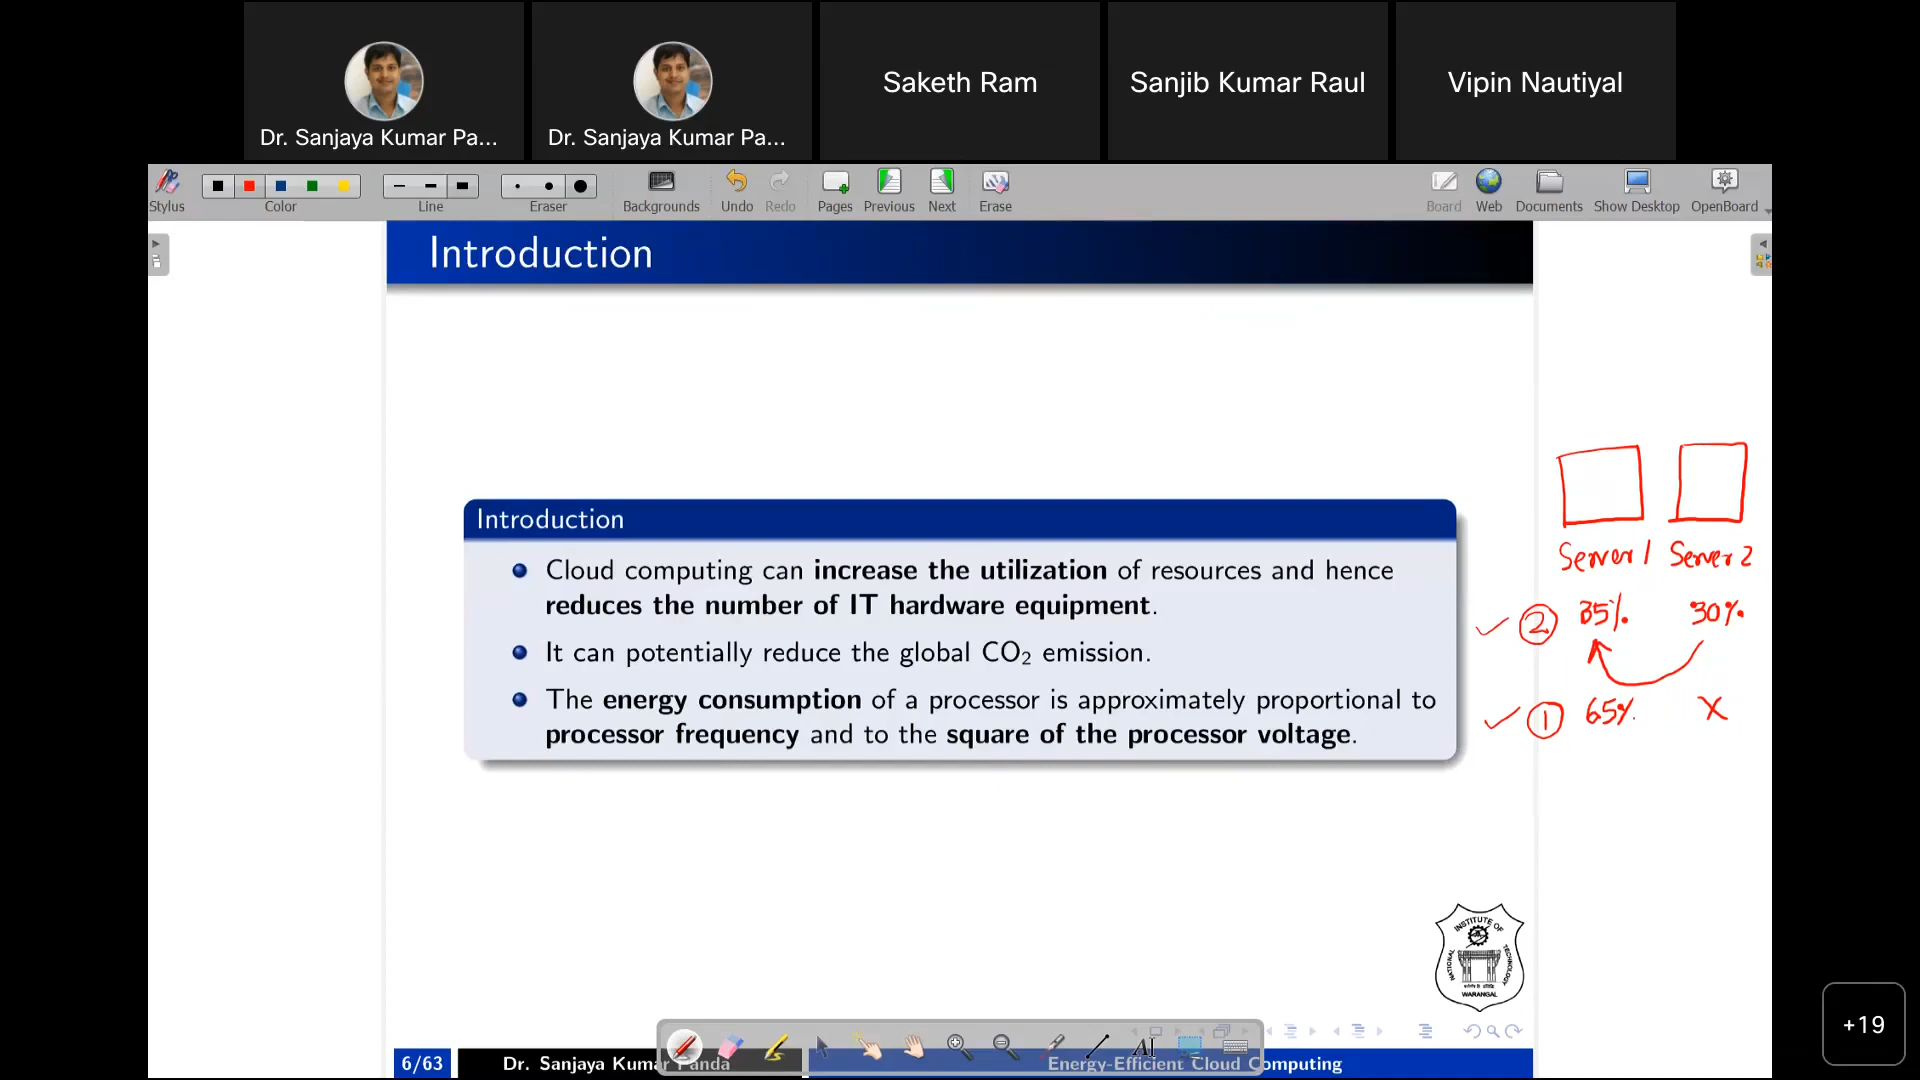 Dr. Sanjaya Kumar Pa...
Dr. Sanjaya Kumar Pa...
Saketh Ram
Sanjib Kumar Raul
Vipin Nautiyal
Stylus
Color
Line
Eraser
Backgrounds
Undo
Redo
Pages
Previous
Next
Erase
Board
Web
Documents
Show Desktop
OpenBoard
Introduction
Introduction
Cloud computing can increase the utilization of resources and hence
reduces the number of IT hardware equipment.
It can potentially reduce the global CO₂ emission.
The energy consumption of a processor is approximately proportional to
processor frequency and to the square of the processor voltage.
Server 1 Server 2
② 35% 30%
① 65% X
NATIONAL INSTITUTE OF TECHNOLOGY
WARANGAL
+19
6/63
Dr. Sanjaya Kumar Panda
Energy-Efficient Cloud Computing